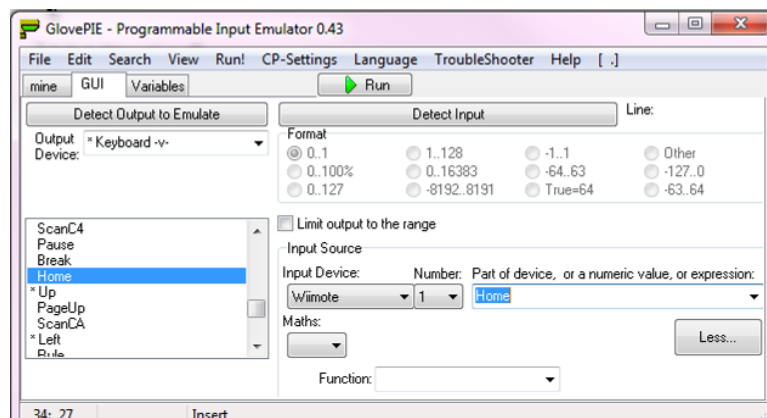 GlovePIE - Programmable Input Emulator 0.43
File Edit Search View Run! CP-Settings Language TroubleShooter Help [ .]
mine GUI Variables Run
Detect Output to Emulate Detect Input Line:
Output Device: * Keyboard -v-
Format
0..1 1..128 -1..1 Other
0..100% 0..16383 -64..63 -127..0
0..127 -8192..8191 True=64 -63..64
Limit output to the range
ScanC4
Pause
Break
Home
* Up
PageUp
ScanCA
* Left
Rule
Input Source
Input Device: Number: Part of device, or a numeric value, or expression:
Wiimote 1 Home
Maths:
Less...
Function:
34: 27 Insert